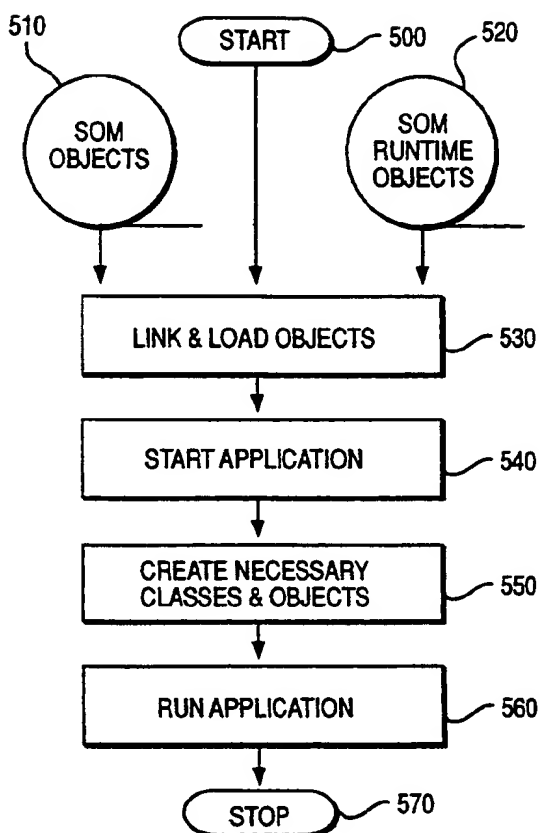 510
START
500
520
SOM
OBJECTS
SOM
RUNTIME
OBJECTS
LINK & LOAD OBJECTS
530
START APPLICATION
540
CREATE NECESSARY
CLASSES & OBJECTS
550
RUN APPLICATION
560
STOP
570